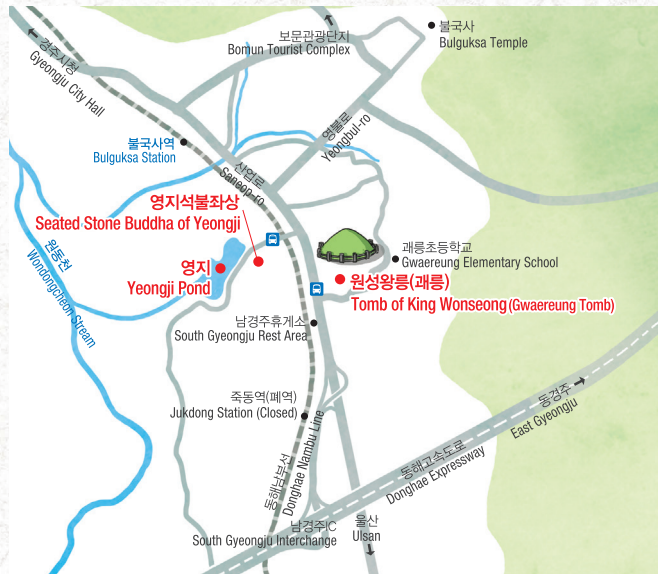 보문관광단지
Bomun Tourist Complex
불국사
Bulguksa Temple
경주시청
Gyeongju City Hall
불국사역
Bulguksa Station
영불로
Yeongbul-ro
산업로
Saneop-ro
영지석불좌상
Seated Stone Buddha of Yeongji
원동천
Wondongcheon Stream
영지
Yeongji Pond
괘릉초등학교
Gwaereung Elementary School
원성왕릉(괘릉)
Tomb of King Wonseong (Gwaereung Tomb)
남경주휴게소
South Gyeongju Rest Area
죽동역(폐역)
Jukdong Station (Closed)
동해남부선
Donghae Nambu Line
동경주
East Gyeongju
동해고속도로
Donghae Expressway
남경주IC
South Gyeongju Interchange
울산
Ulsan